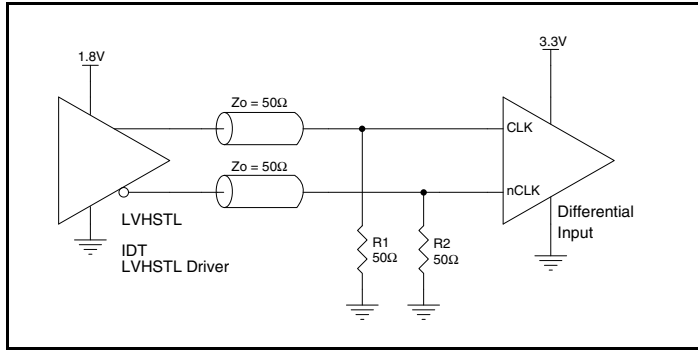 1.8V
3.3V
Zo = 50Ω
CLK
Zo = 50Ω
nCLK
LVHSTL
IDT
LVHSTL Driver
R1
50Ω
R2
50Ω
Differential
Input